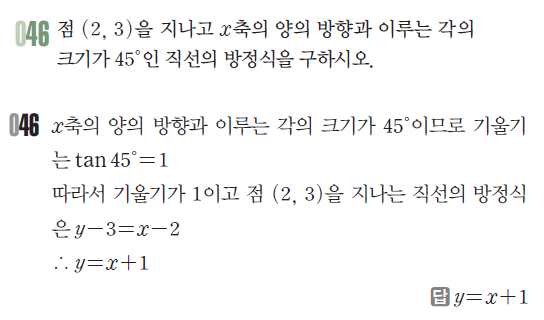 046 점 (2, 3)을 지나고 x축의 양의 방향과 이루는 각의
크기가 45°인 직선의 방정식을 구하시오.
046 x축의 양의 방향과 이루는 각의 크기가 45°이므로 기울기
는 tan 45°=1
따라서 기울기가 1이고 점 (2, 3)을 지나는 직선의 방정식
은 y-3=x-2
∴ y=x+1
답 y=x+1